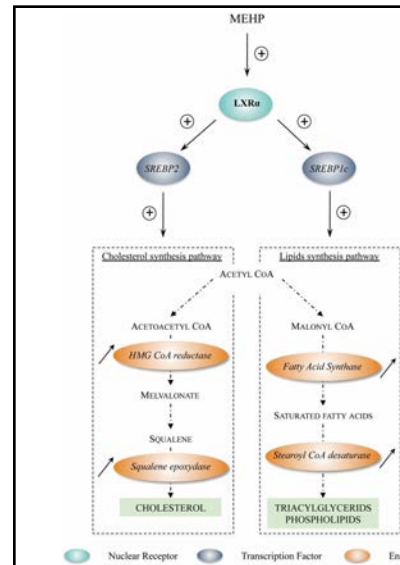 MEHP
+
LXRα
+ +
SREBP2 SREBP1c
+ +
Cholesterol synthesis pathway Lipids synthesis pathway
ACETYL COA
ACETOACETYL COA MALONYL COA
HMG CoA reductase Fatty Acid Synthase
MELVALONATE
SATURATED FATTY ACIDS
SQUALENE
Squalene epoxydase Stearoyl CoA desaturase
CHOLESTEROL TRIACYLGLYCERIDS
PHOSPHOLIPIDS
Nuclear Receptor Transcription Factor En